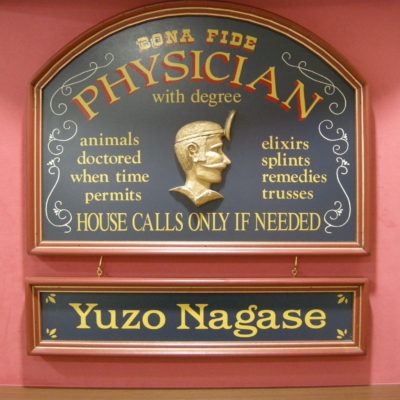 BONA FIDE
PHYSICIAN
with degree
animals
doctored
when time
permits
elixirs
splints
remedies
trusses
HOUSE CALLS ONLY IF NEEDED
Yuzo Nagase